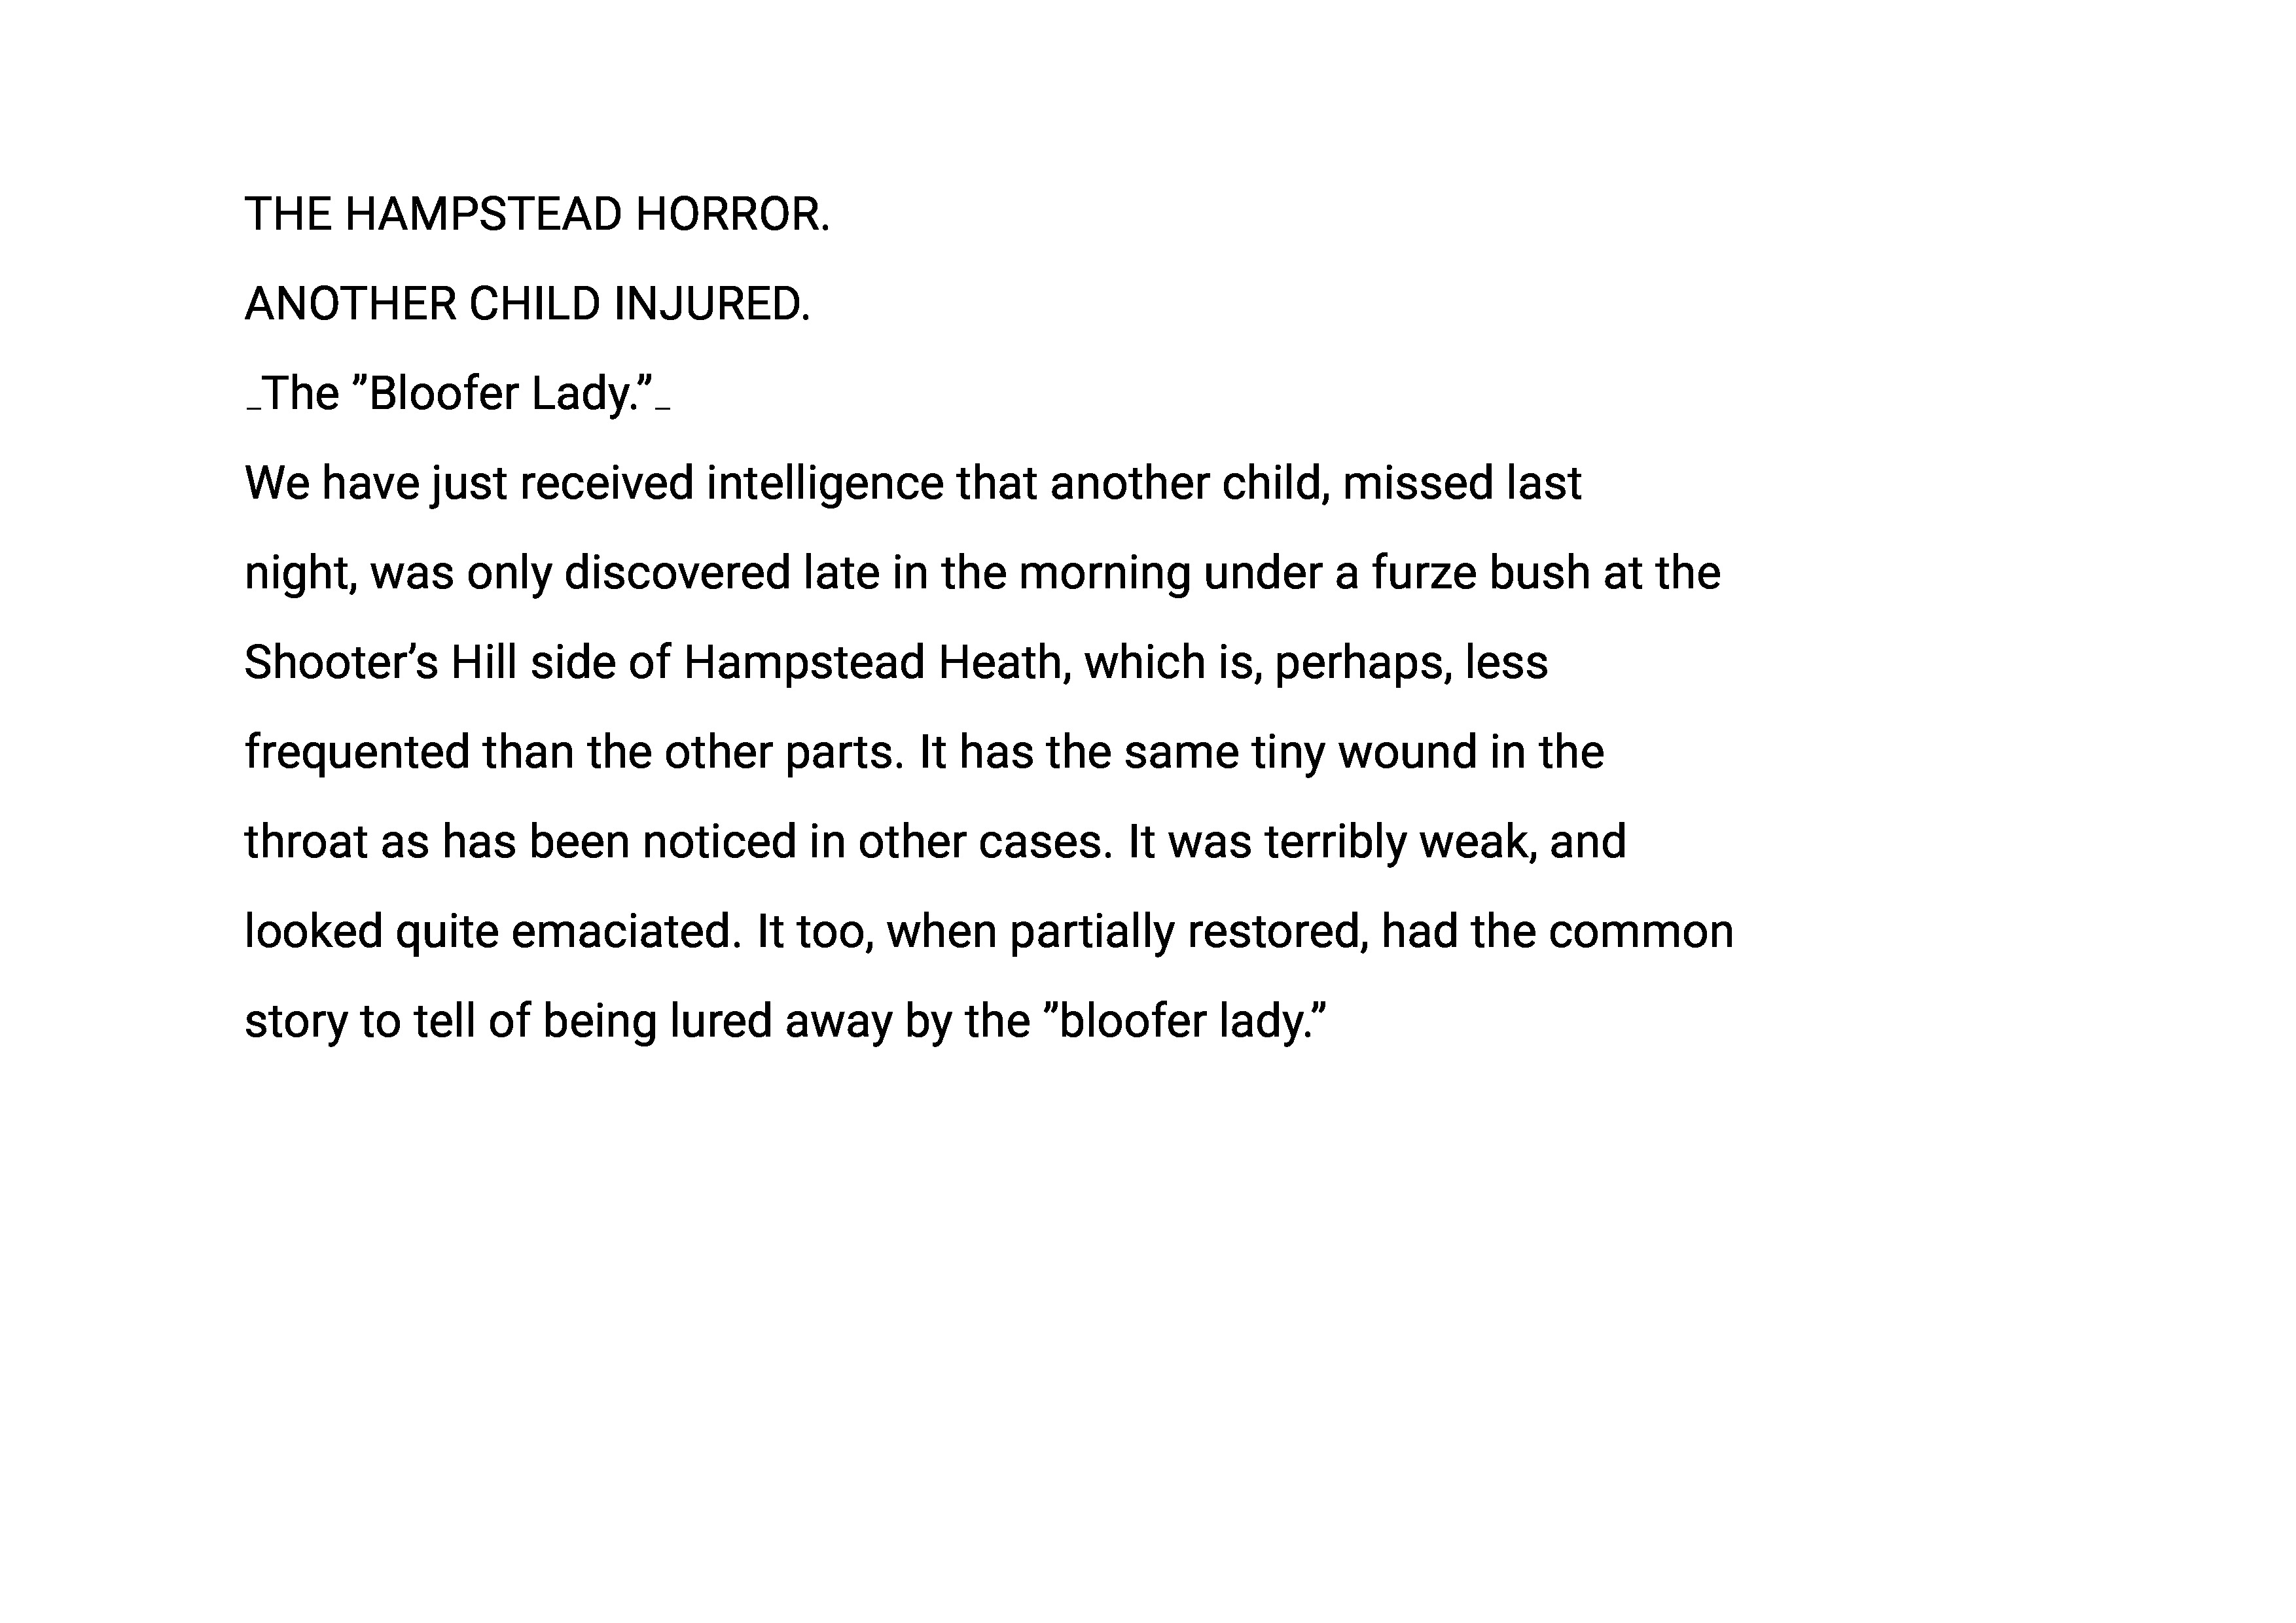 THE HAMPSTEAD HORROR.
ANOTHER CHILD INJURED.
_The ”Bloofer Lady.”_
We have just received intelligence that another child, missed last
night, was only discovered late in the morning under a furze bush at the
Shooter’s Hill side of Hampstead Heath, which is, perhaps, less
frequented than the other parts. It has the same tiny wound in the
throat as has been noticed in other cases. It was terribly weak, and
looked quite emaciated. It too, when partially restored, had the common
story to tell of being lured away by the ”bloofer lady.”